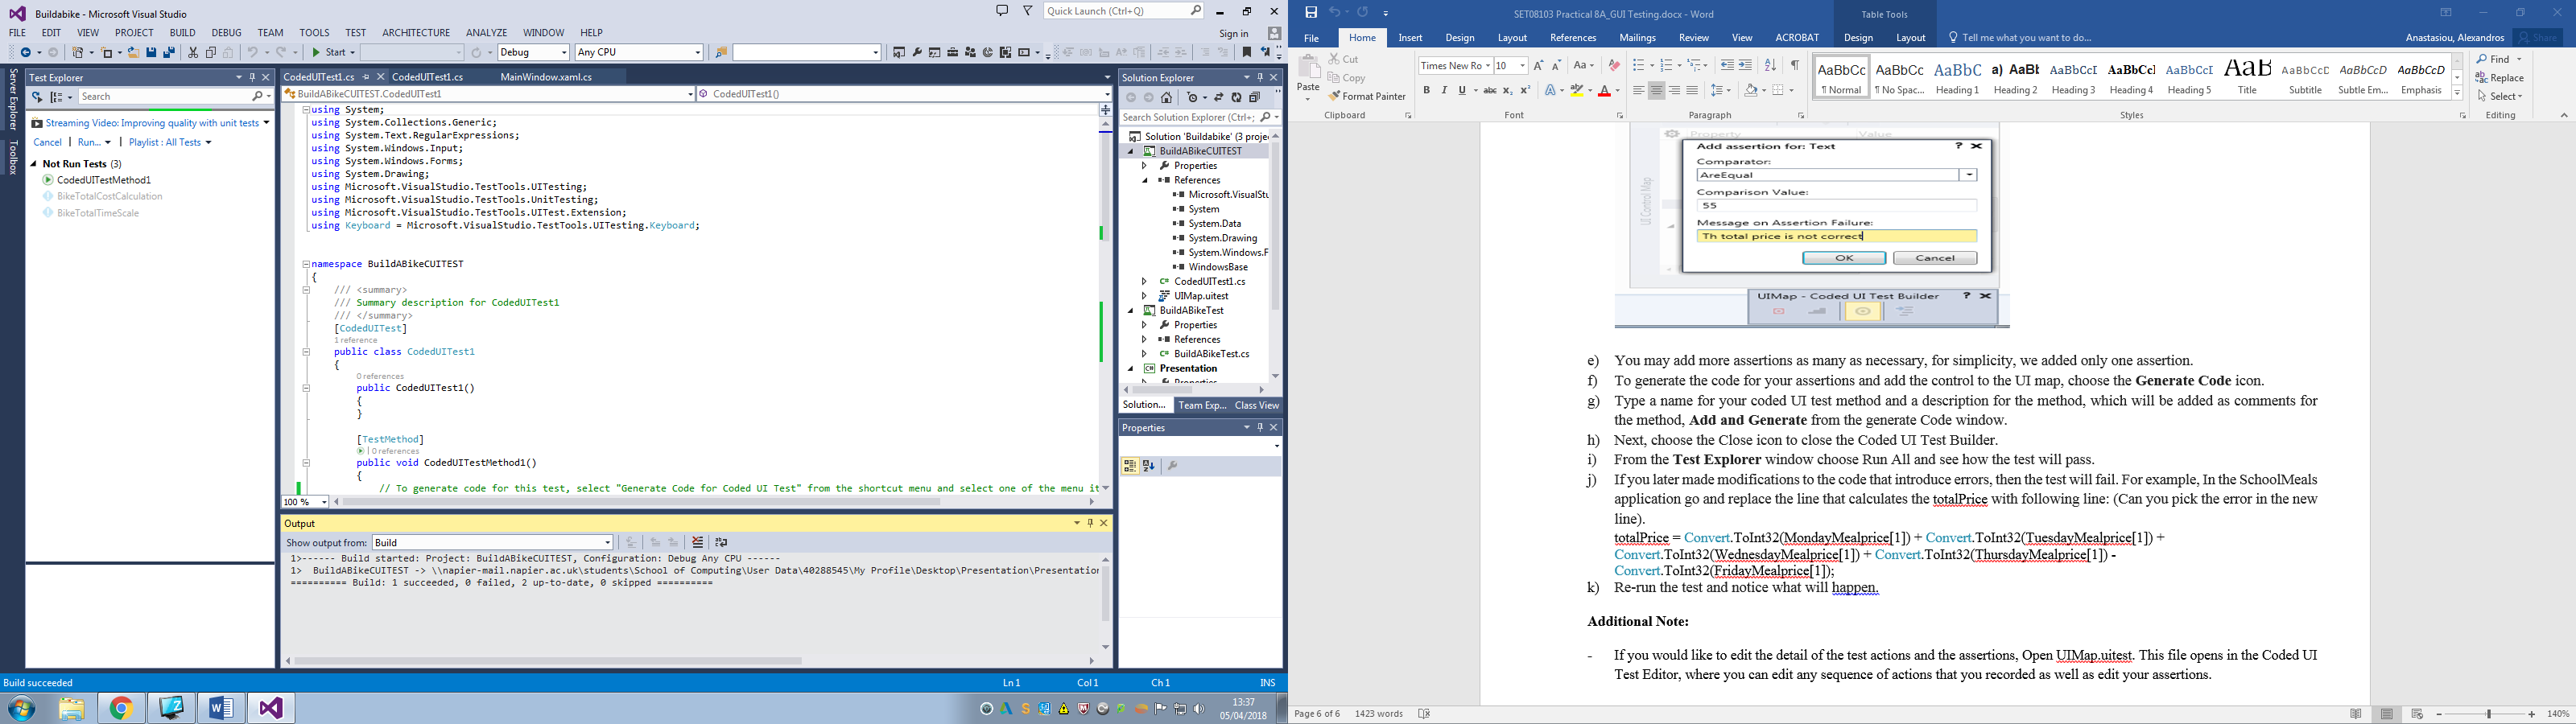 Buildabike - Microsoft Visual Studio
Quick Launch (Ctrl+Q)
FILE EDIT VIEW PROJECT BUILD DEBUG TEAM TOOLS TEST ARCHITECTURE ANALYZE WINDOW HELP
Sign in
Start Debug Any CPU
Server Explorer
Toolbox
Test Explorer
Search
Streaming Video: Improving quality with unit tests
Cancel | Run... | Playlist : All Tests
Not Run Tests (3)
CodedUITestMethod1
BikeTotalCostCalculation
BikeTotalTimeScale
CodedUITest1.cs CodedUITest1.cs MainWindow.xaml.cs
BuildABikeCUITEST.CodedUITest1 CodedUITest1()
using System;
using System.Collections.Generic;
using System.Text.RegularExpressions;
using System.Windows.Input;
using System.Windows.Forms;
using System.Drawing;
using Microsoft.VisualStudio.TestTools.UITesting;
using Microsoft.VisualStudio.TestTools.UnitTesting;
using Microsoft.VisualStudio.TestTools.UITest.Extension;
using Keyboard = Microsoft.VisualStudio.TestTools.UITesting.Keyboard;
namespace BuildABikeCUITEST
{
/// <summary>
/// Summary description for CodedUITest1
/// </summary>
[CodedUITest]
1 reference
public class CodedUITest1
{
0 references
public CodedUITest1()
{
}
[TestMethod]
| 0 references
public void CodedUITestMethod1()
{
// To generate code for this test, select "Generate Code for Coded UI Test" from the shortcut menu and select one of the menu it
100 %
Output
Show output from: Build
1>------ Build started: Project: BuildABikeCUITEST, Configuration: Debug Any CPU ------
1> BuildABikeCUITEST -> \\napier-mail.napier.ac.uk\students\School of Computing\User Data\40288545\My Profile\Desktop\Presentation\Presentation
========== Build: 1 succeeded, 0 failed, 2 up-to-date, 0 skipped ==========
Solution Explorer
Search Solution Explorer (Ctrl+;
Solution 'Buildabike' (3 projec
BuildABikeCUITEST
Properties
References
Microsoft.VisualStu
System
System.Data
System.Drawing
System.Windows.F
WindowsBase
CodedUITest1.cs
UIMap.uitest
BuildABikeTest
Properties
References
BuildABikeTest.cs
Presentation
Properties
Solution... Team Exp... Class View
Properties
Build succeeded Ln 1 Col 1 Ch 1 INS
13:37
05/04/2018
SET08103 Practical 8A_GUI Testing.docx - Word
Table Tools
File Home Insert Design Layout References Mailings Review View ACROBAT Design Layout Tell me what you want to do...
Anastasiou, Alexandros Share
Paste
Cut
Copy
Format Painter
Clipboard
Times New Ro 10
Font
Paragraph
AaBbCc AaBbCc AaBbC a) AaBl AaBbCcI AaBbCcI AaBbCcI AaB AaBbCcD AaBbCcD AaBbCcD
¶ Normal ¶ No Spac... Heading 1 Heading 2 Heading 3 Heading 4 Heading 5 Title Subtitle Subtle Em... Emphasis
Styles
Find
Replace
Select
Editing
Property Value
UI Control Map
Add assertion for: Text
Comparator:
AreEqual
Comparison Value:
55
Message on Assertion Failure:
Th total price is not correct
OK Cancel
UIMap - Coded UI Test Builder
e) You may add more assertions as many as necessary, for simplicity, we added only one assertion.
f) To generate the code for your assertions and add the control to the UI map, choose the Generate Code icon.
g) Type a name for your coded UI test method and a description for the method, which will be added as comments for
the method, Add and Generate from the generate Code window.
h) Next, choose the Close icon to close the Coded UI Test Builder.
i) From the Test Explorer window choose Run All and see how the test will pass.
j) If you later made modifications to the code that introduce errors, then the test will fail. For example, In the SchoolMeals
application go and replace the line that calculates the totalPrice with following line: (Can you pick the error in the new
line).
totalPrice = Convert.ToInt32(MondayMealprice[1]) + Convert.ToInt32(TuesdayMealprice[1]) +
Convert.ToInt32(WednesdayMealprice[1]) + Convert.ToInt32(ThursdayMealprice[1]) -
Convert.ToInt32(FridayMealprice[1]);
k) Re-run the test and notice what will happen.
Additional Note:
- If you would like to edit the detail of the test actions and the assertions, Open UIMap.uitest. This file opens in the Coded UI
Test Editor, where you can edit any sequence of actions that you recorded as well as edit your assertions.
Page 6 of 6 1423 words
140%